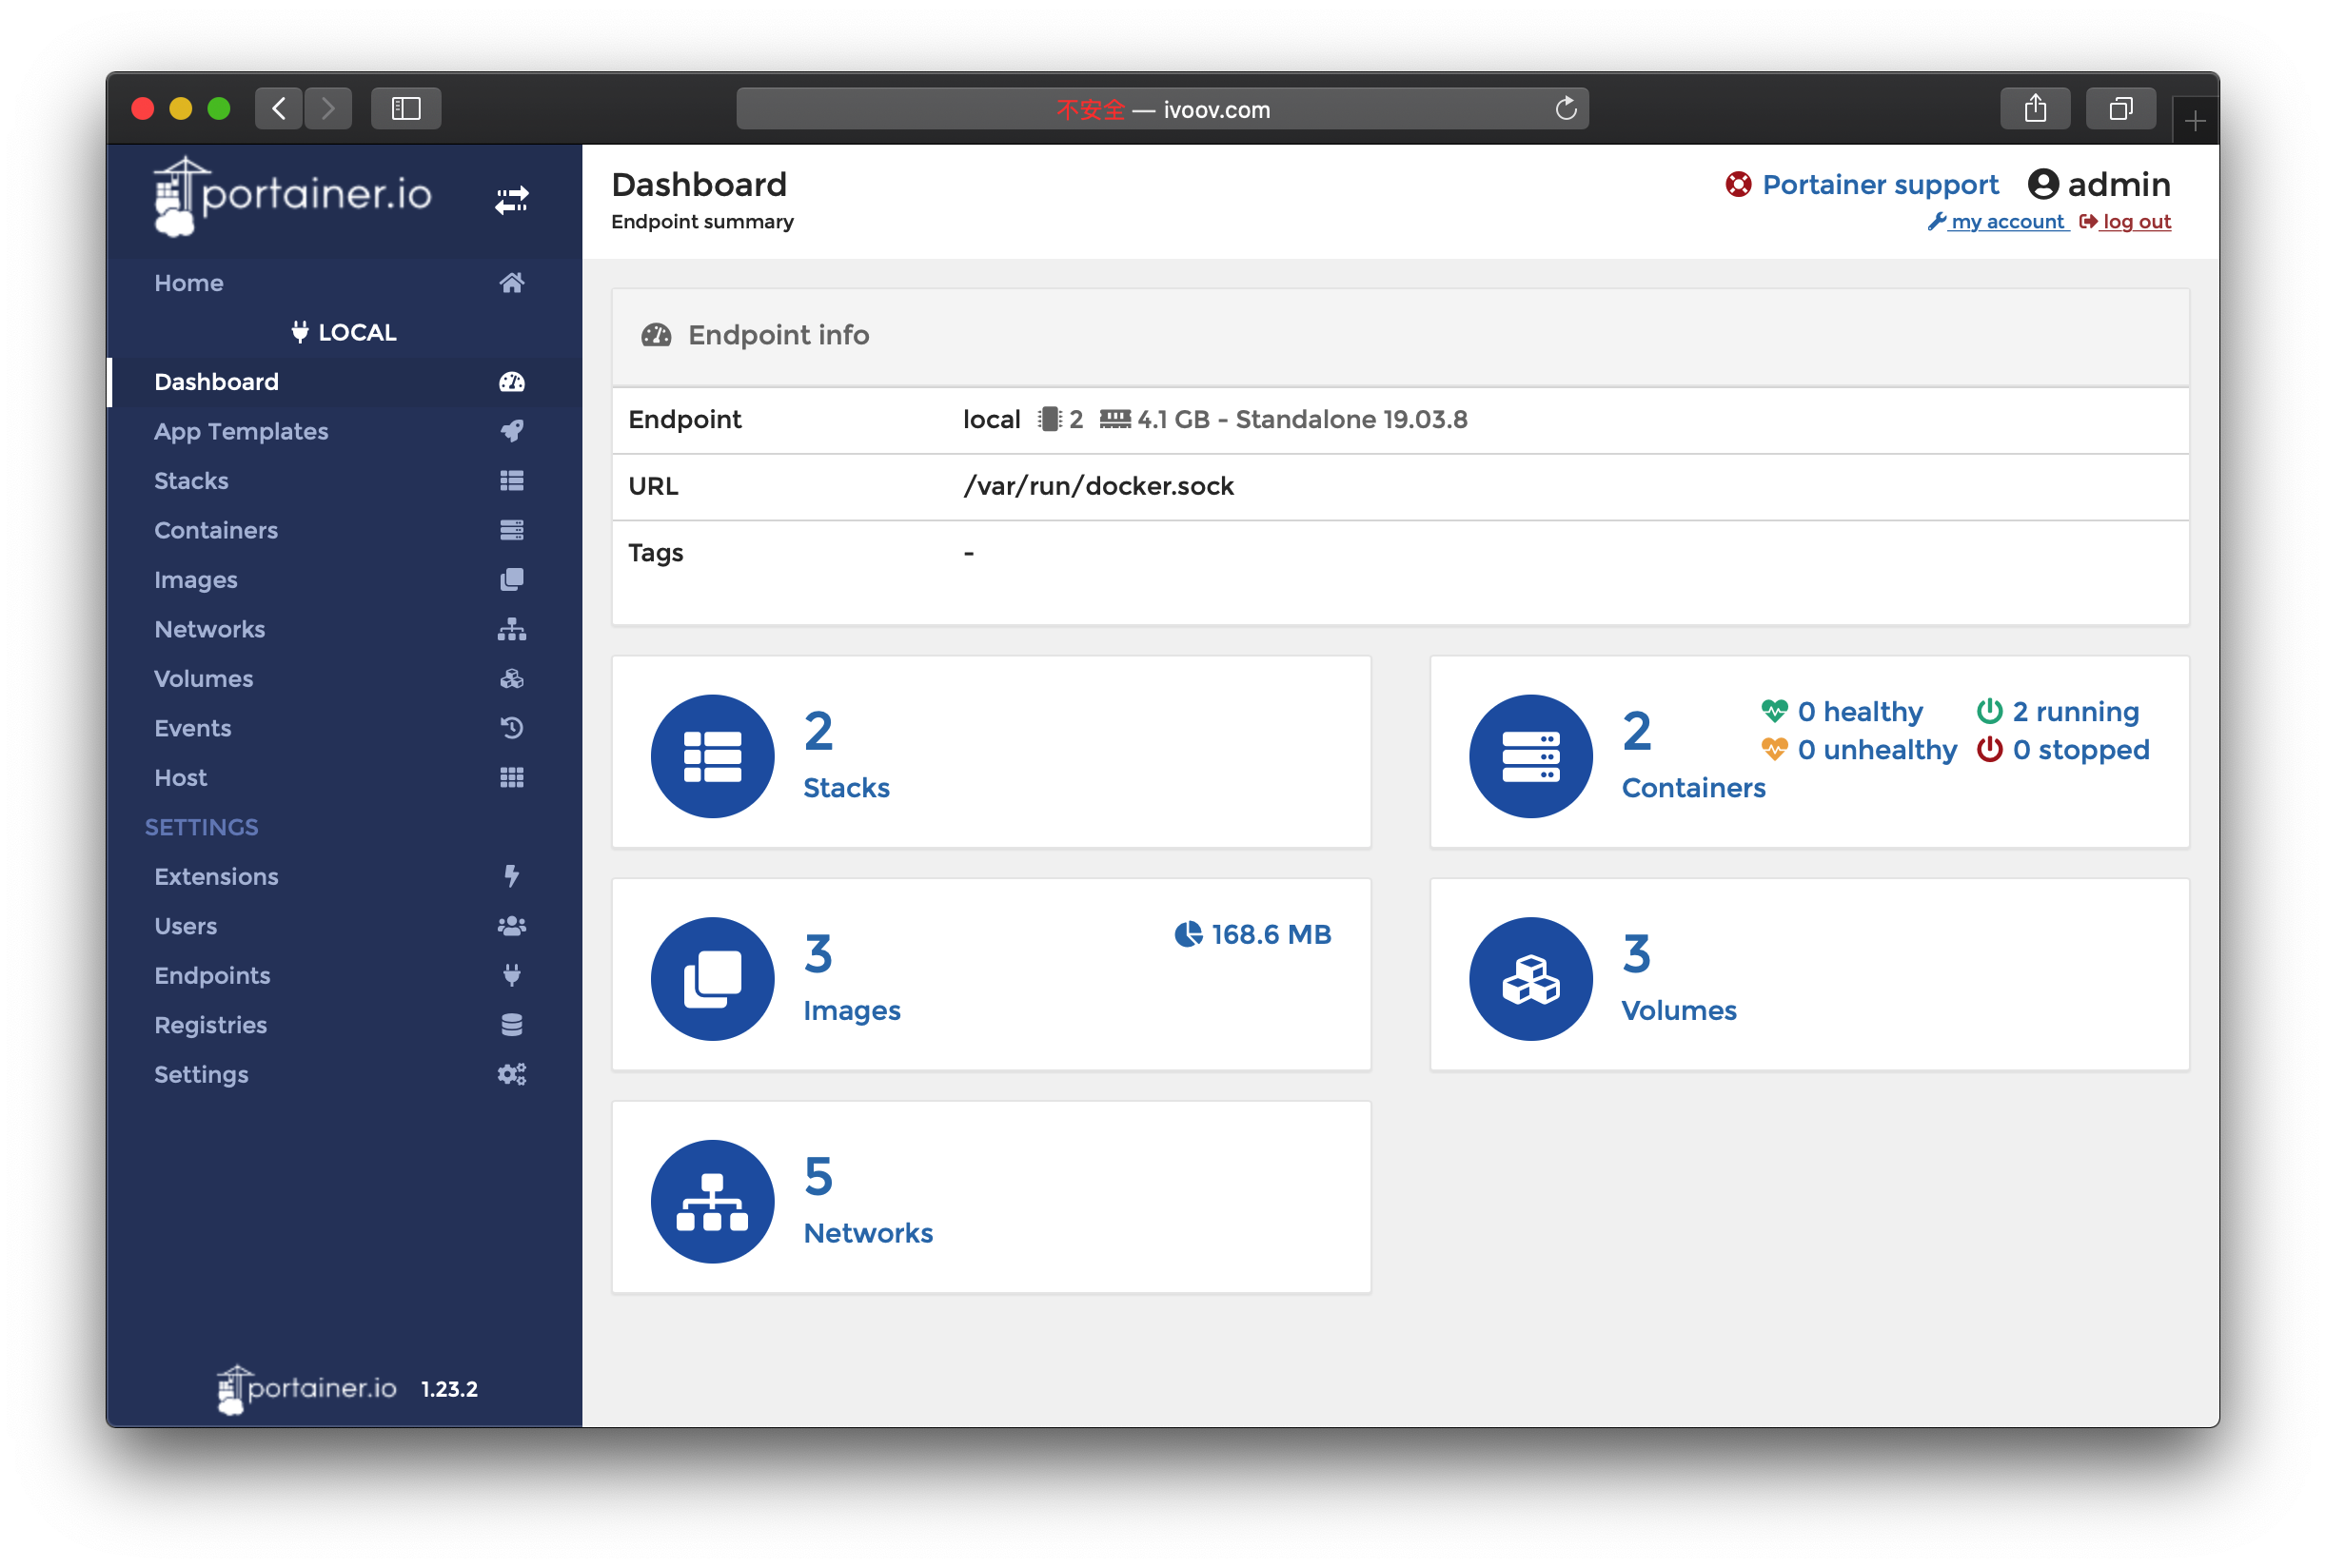 不安全 — ivoov.com
portainer.io
Home
LOCAL
Dashboard
App Templates
Stacks
Containers
Images
Networks
Volumes
Events
Host
SETTINGS
Extensions
Users
Endpoints
Registries
Settings
portainer.io 1.23.2
Dashboard
Endpoint summary
Portainer support admin
my account log out
Endpoint info
Endpoint local 2 4.1 GB - Standalone 19.03.8
URL /var/run/docker.sock
Tags -
2
Stacks
2
Containers
0 healthy 2 running
0 unhealthy 0 stopped
3
Images
168.6 MB
3
Volumes
5
Networks